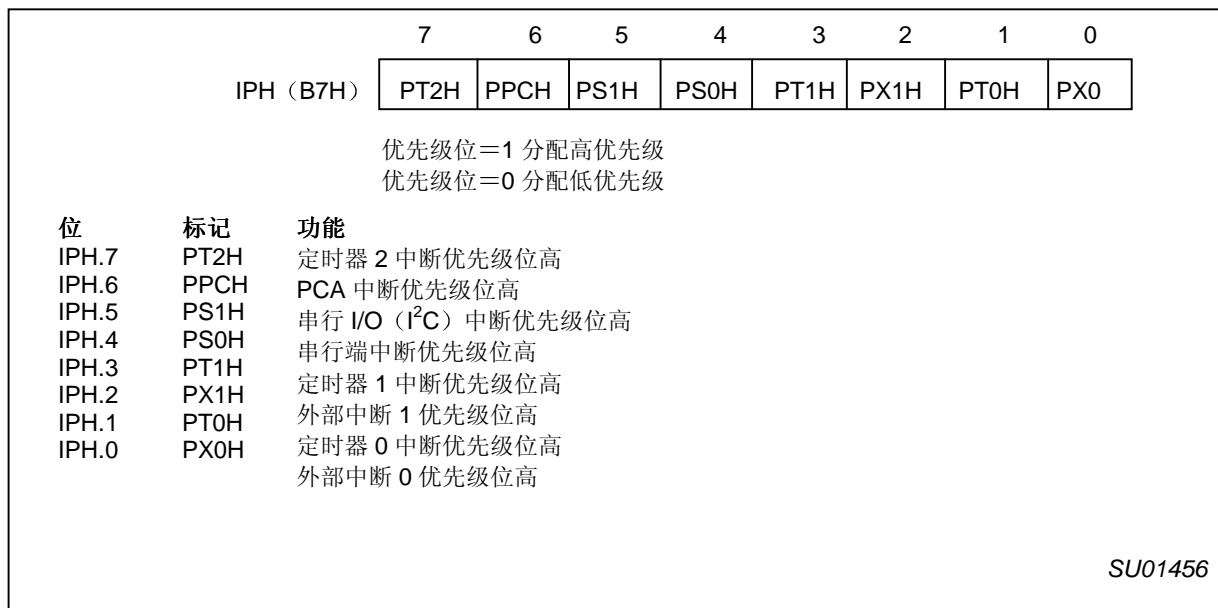 7 6 5 4 3 2 1 0
IPH（B7H） PT2H PPCH PS1H PS0H PT1H PX1H PT0H PX0
优先级位＝1 分配高优先级
优先级位＝0 分配低优先级
位 标记 功能
IPH.7 PT2H 定时器 2 中断优先级位高
IPH.6 PPCH PCA 中断优先级位高
IPH.5 PS1H 串行 I/O（I²C）中断优先级位高
IPH.4 PS0H 串行端中断优先级位高
IPH.3 PT1H 定时器 1 中断优先级位高
IPH.2 PX1H 外部中断 1 优先级位高
IPH.1 PT0H 定时器 0 中断优先级位高
IPH.0 PX0H 外部中断 0 优先级位高
SU01456